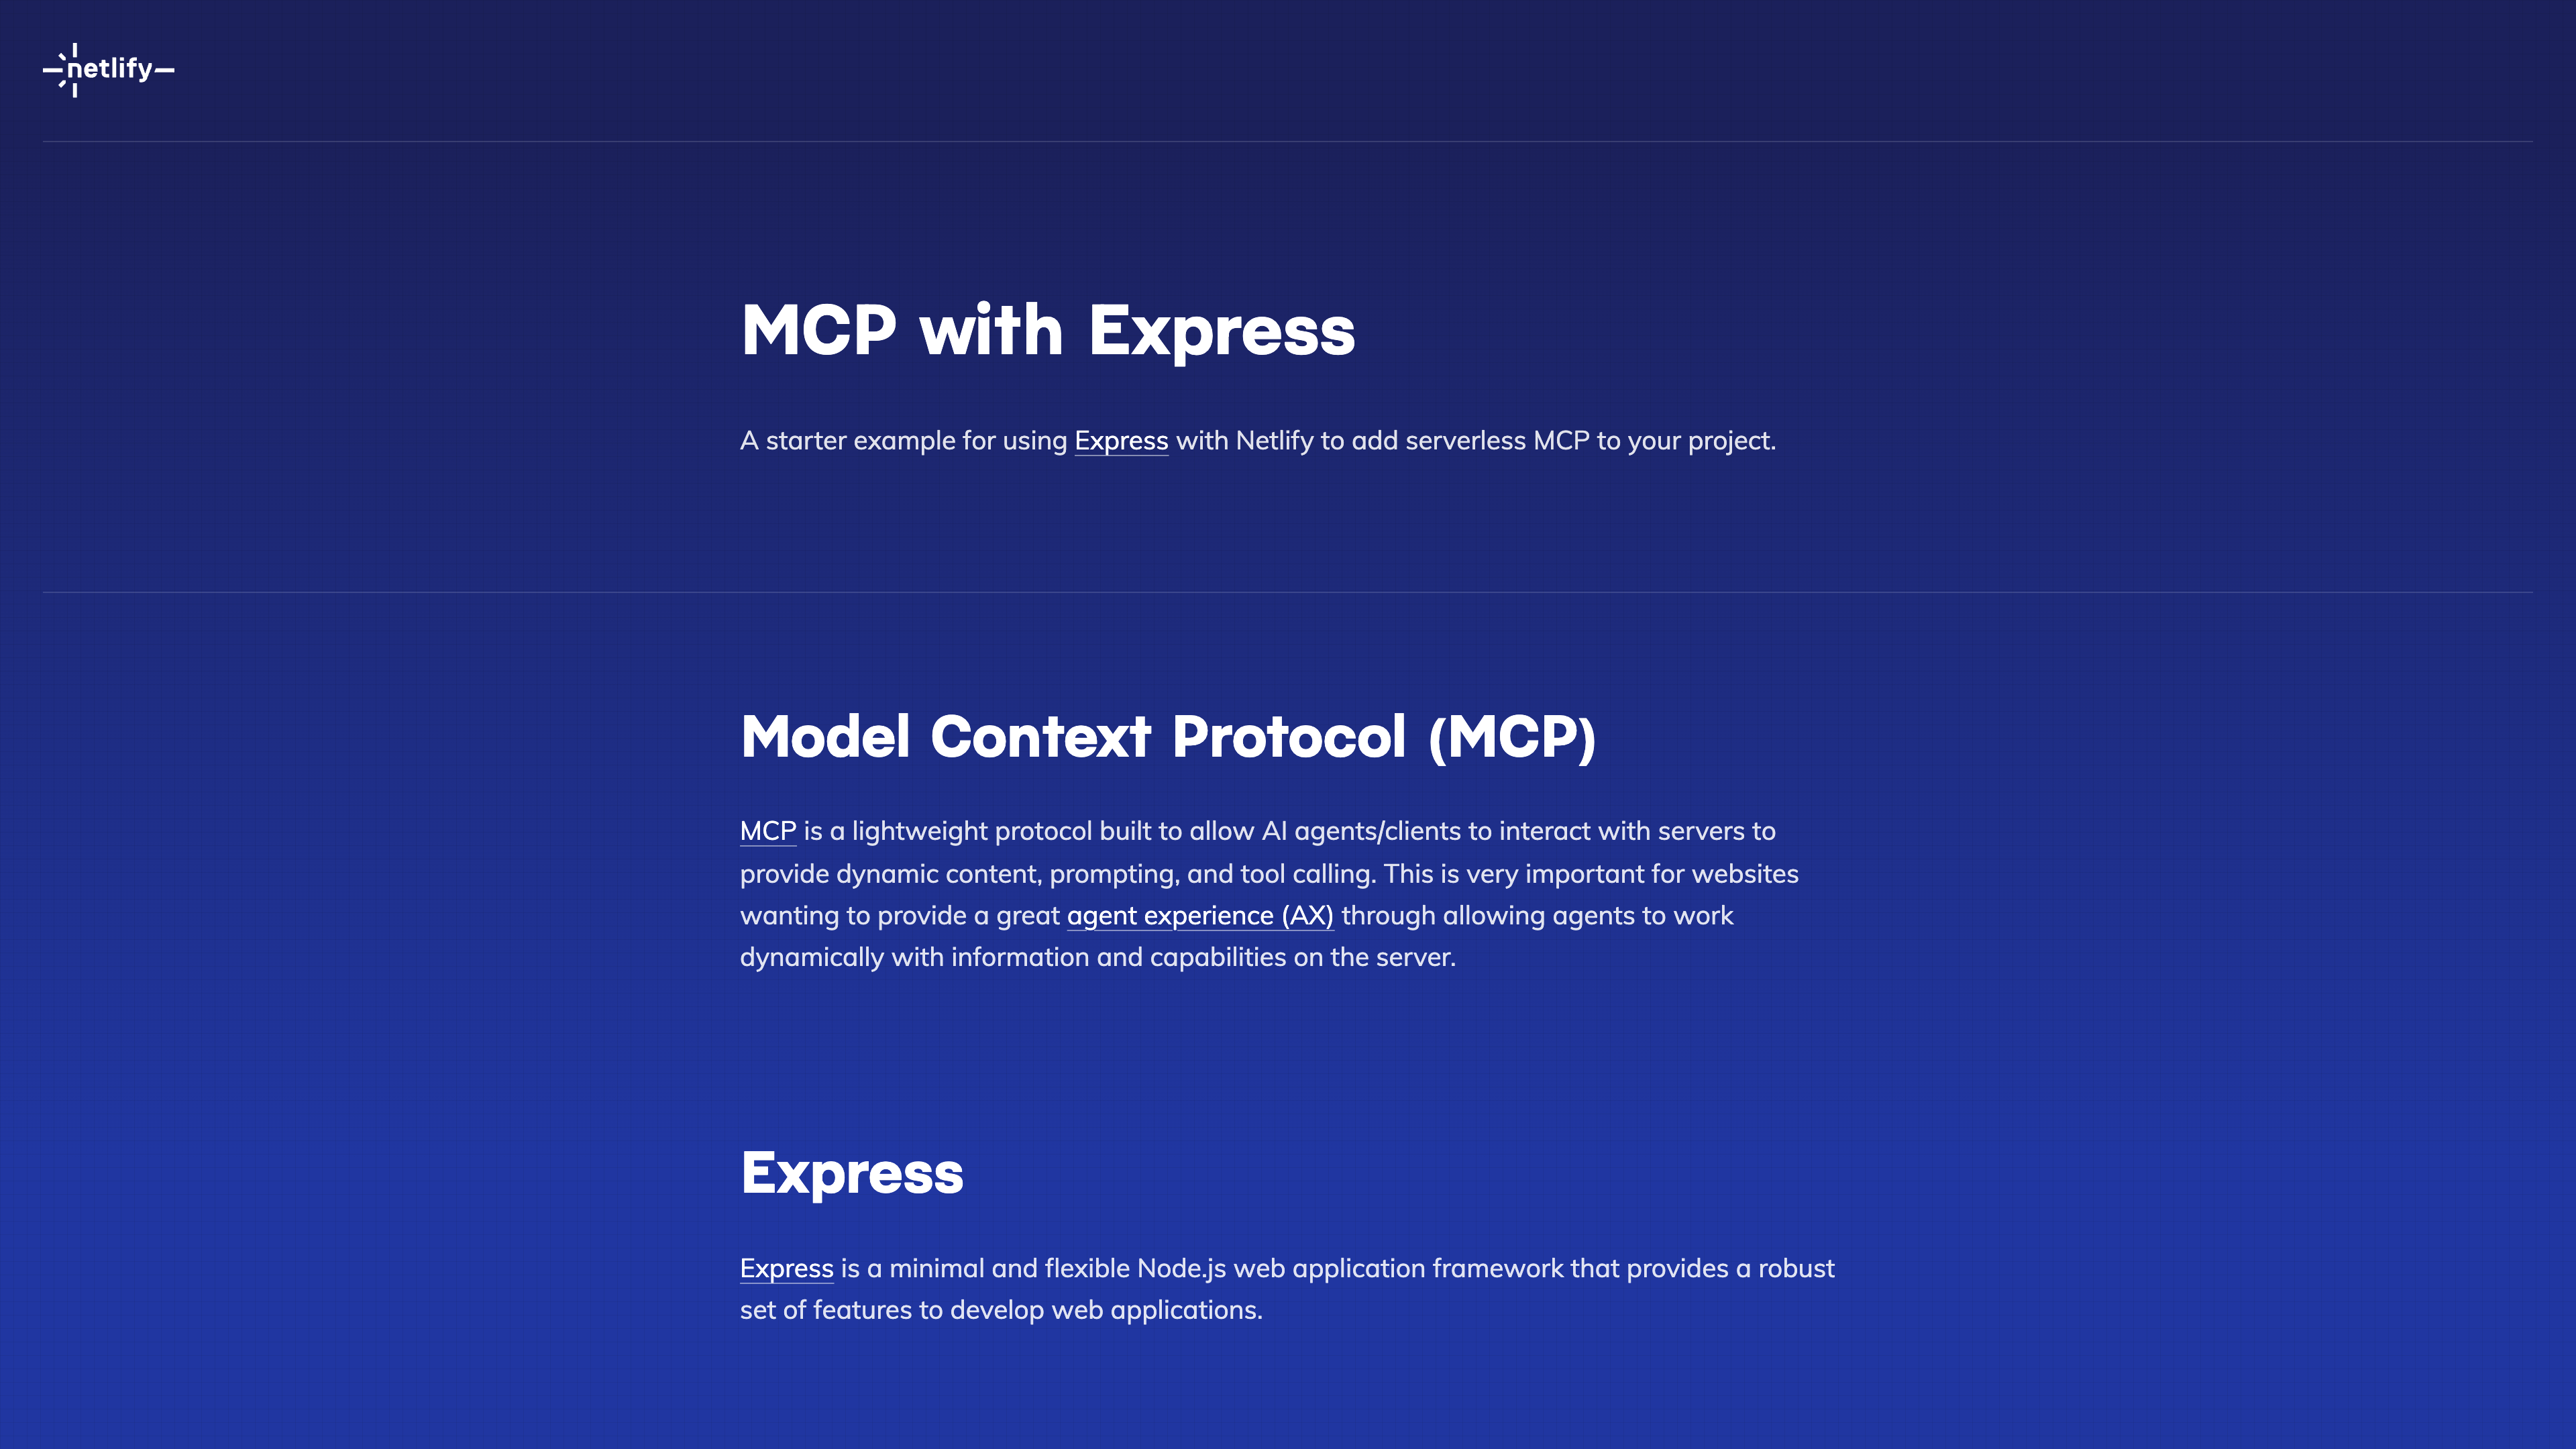 netlify
MCP with Express
A starter example for using Express with Netlify to add serverless MCP to your project.
Model Context Protocol (MCP)
MCP is a lightweight protocol built to allow AI agents/clients to interact with servers to
provide dynamic content, prompting, and tool calling. This is very important for websites
wanting to provide a great agent experience (AX) through allowing agents to work
dynamically with information and capabilities on the server.
Express
Express is a minimal and flexible Node.js web application framework that provides a robust
set of features to develop web applications.